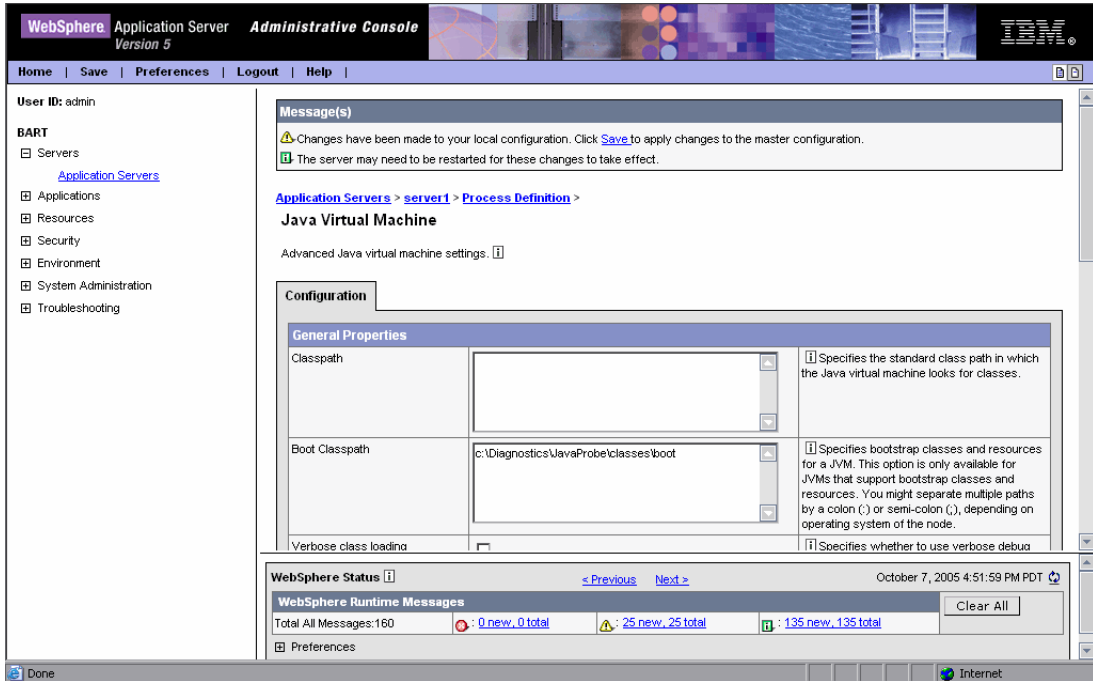 WebSphere Application Server Administrative Console
Version 5
IBM®
Home | Save | Preferences | Logout | Help |
User ID: admin
BART
Servers
Application Servers
Applications
Resources
Security
Environment
System Administration
Troubleshooting
Message(s)
Changes have been made to your local configuration. Click Save to apply changes to the master configuration.
The server may need to be restarted for these changes to take effect.
Application Servers > server1 > Process Definition >
Java Virtual Machine
Advanced Java virtual machine settings. i
Configuration
General Properties
Classpath
i Specifies the standard class path in which
the Java virtual machine looks for classes.
Boot Classpath
c:\Diagnostics\JavaProbe\classes\boot
i Specifies bootstrap classes and resources
for a JVM. This option is only available for
JVMs that support bootstrap classes and
resources. You might separate multiple paths
by a colon (:) or semi-colon (;), depending on
operating system of the node.
Verbose class loading
i Specifies whether to use verbose debug
WebSphere Status i
< Previous Next >
October 7, 2005 4:51:59 PM PDT
WebSphere Runtime Messages
Clear All
Total All Messages:160
: 0 new, 0 total
: 25 new, 25 total
: 135 new, 135 total
Preferences
Done
Internet